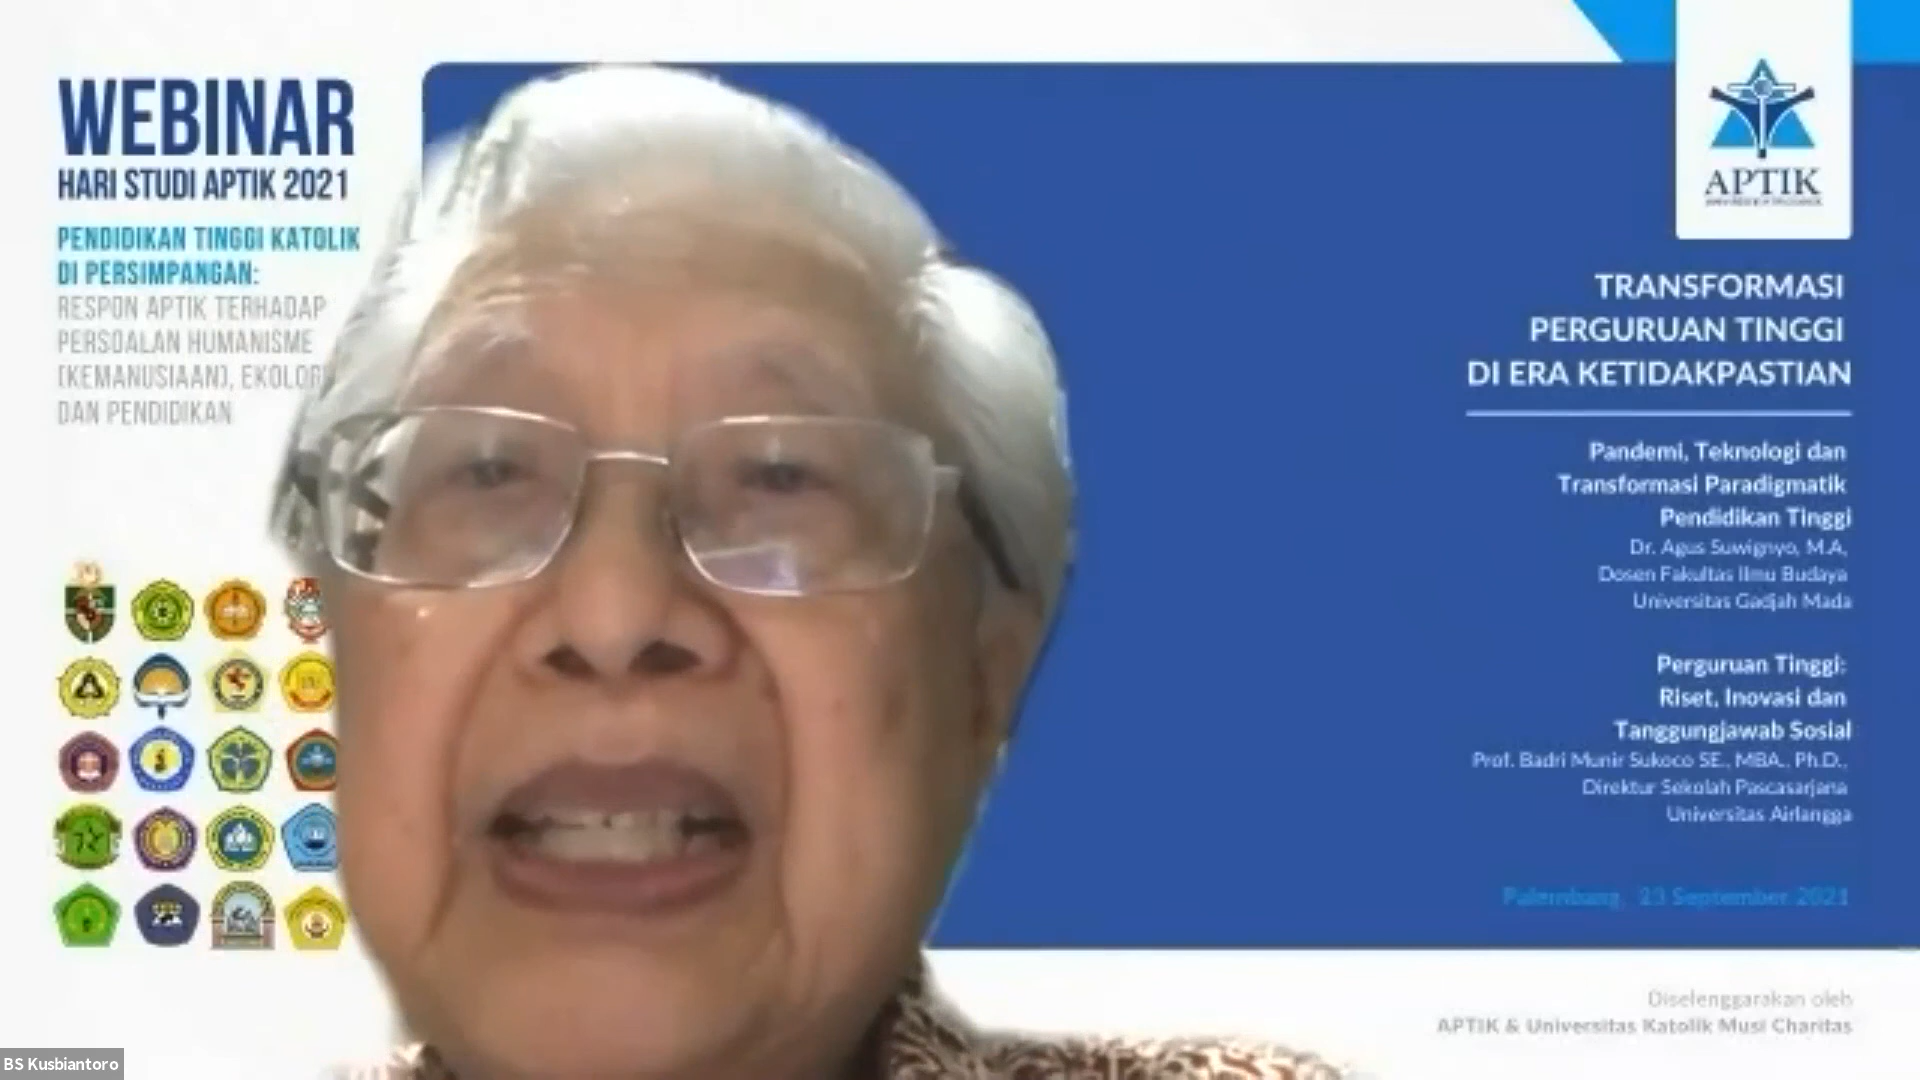 WEBINAR
HARI STUDI APTIK 2021
PENDIDIKAN TINGGI KATOLIK
DI PERSIMPANGAN:
RESPON APTIK TERHADAP
PERSOALAN HUMANISME
(KEMANUSIAAN), EKOLOGI
DAN PENDIDIKAN
APTIK
TRANSFORMASI
PERGURUAN TINGGI
DI ERA KETIDAKPASTIAN
Pandemi, Teknologi dan
Transformasi Paradigmatik
Pendidikan Tinggi
Dr. Agus Suwignyo, M.A,
Dosen Fakultas Ilmu Budaya
Universitas Gadjah Mada
Perguruan Tinggi:
Riset, Inovasi dan
Tanggungjawab Sosial
Prof. Badri Munir Sukoco SE., MBA., Ph.D.,
Direktur Sekolah Pascasarjana
Universitas Airlangga
Palembang, 23 September 2021
Diselenggarakan oleh
APTIK & Universitas Katolik Musi Charitas
BS Kusbiantoro